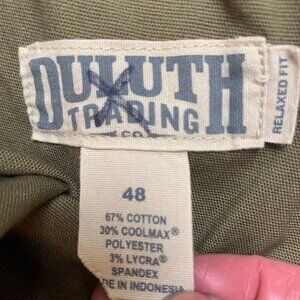 DULUTH
TRADING
CO
RELAXED FIT
48
67% COTTON
30% COOLMAX®
POLYESTER
3% LYCRA®
SPANDEX
DE IN INDONESIA